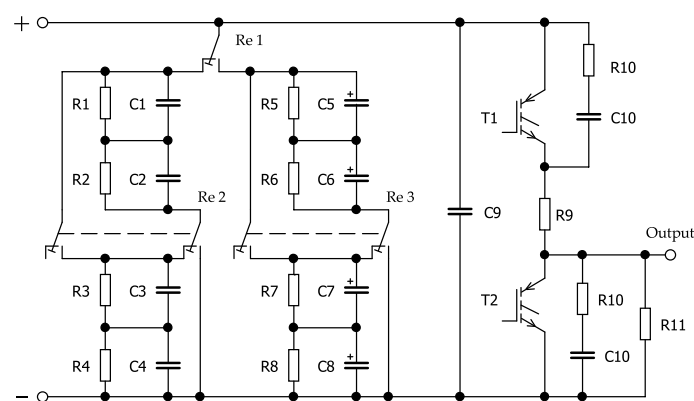 +
Re 1
R10
R1 C1 R5 C5
+
T1
C10
R2 C2 R6 C6
+
Re 2 Re 3
C9 R9
Output
R3 C3 R7 C7
+
T2 R10
R11
R4 C4 R8 C8
+
C10
−